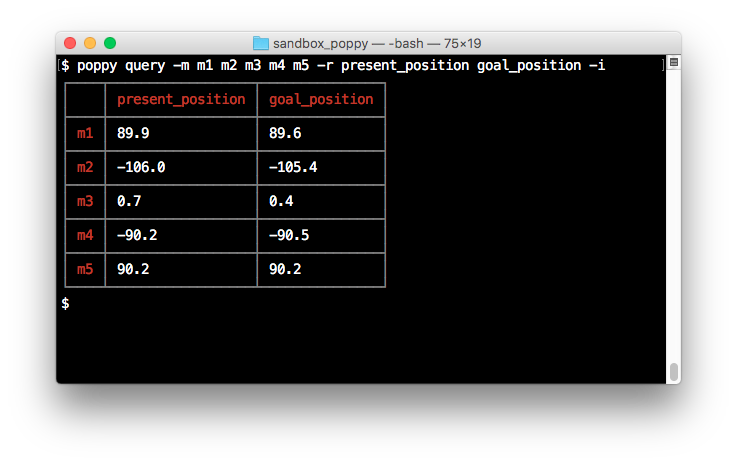 sandbox_poppy — -bash — 75×19
[$ poppy query -m m1 m2 m3 m4 m5 -r present_position goal_position -i ]
present_position goal_position
m1 89.9 89.6
m2 -106.0 -105.4
m3 0.7 0.4
m4 -90.2 -90.5
m5 90.2 90.2
$